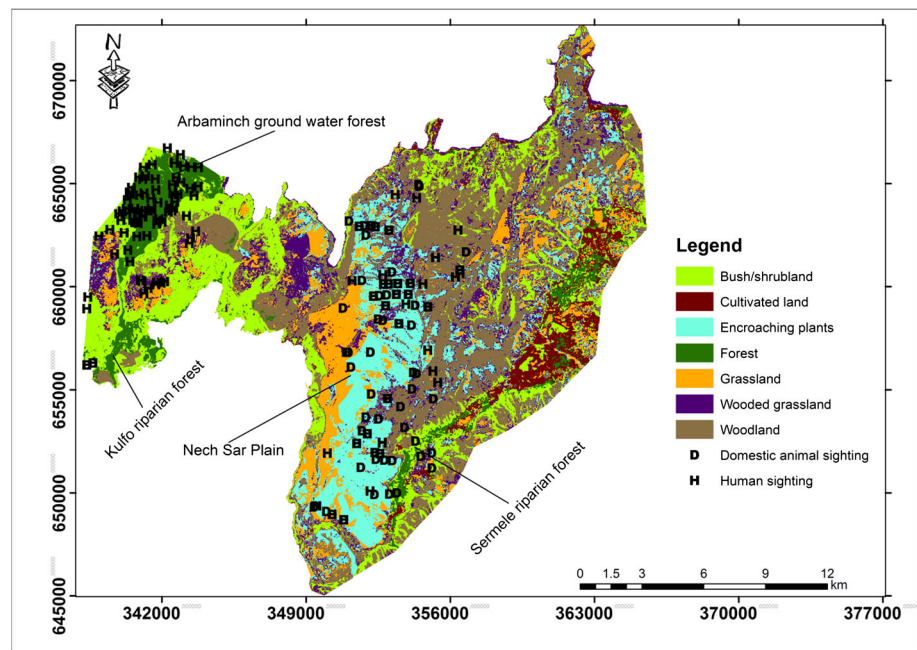 N
Arbaminch ground water forest
Kulfo riparian forest
Nech Sar Plain
Sermele riparian forest
Legend
Bush/shrubland
Cultivated land
Encroaching plants
Forest
Grassland
Wooded grassland
Woodland
D Domestic animal sighting
H Human sighting
0 1.5 3 6 9 12
km
6700000
665000
660000
655000
650000
645000
342000 349000 356000 363000 370000 377000